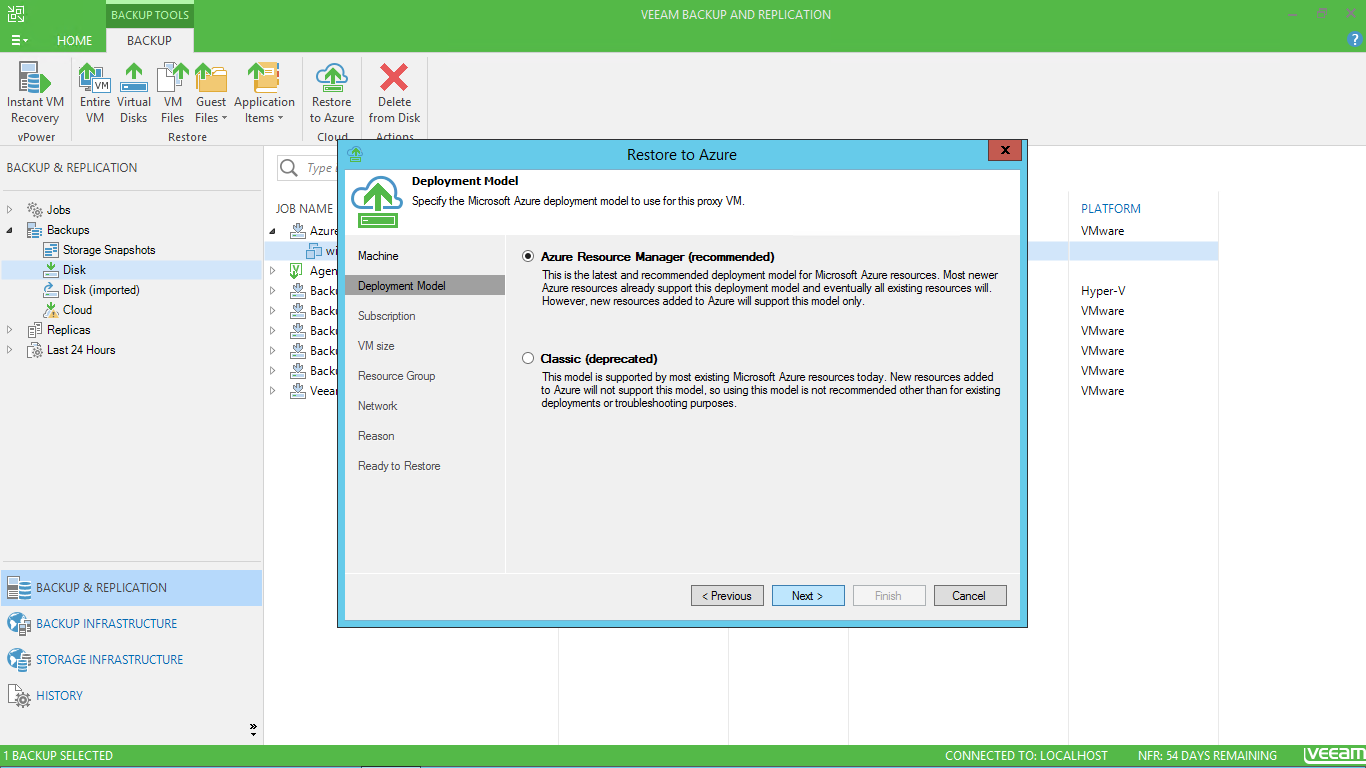 BACKUP TOOLS
VEEAM BACKUP AND REPLICATION
HOME
BACKUP
Instant VM
Recovery
Entire
VM
Virtual
Disks
VM
Files
Guest
Files
Application
Items
Restore
to Azure
Delete
from Disk
vPower
Restore
Cloud
Actions
BACKUP & REPLICATION
Jobs
Backups
Storage Snapshots
Disk
Disk (imported)
Cloud
Replicas
Last 24 Hours
BACKUP & REPLICATION
BACKUP INFRASTRUCTURE
STORAGE INFRASTRUCTURE
HISTORY
Type
JOB NAME
Azure
wi
Agen
Back
Back
Back
Back
Back
Veea
PLATFORM
VMware
Hyper-V
VMware
VMware
VMware
VMware
VMware
Restore to Azure
x
Deployment Model
Specify the Microsoft Azure deployment model to use for this proxy VM.
Machine
Deployment Model
Subscription
VM size
Resource Group
Network
Reason
Ready to Restore
Azure Resource Manager (recommended)
This is the latest and recommended deployment model for Microsoft Azure resources. Most newer
Azure resources already support this deployment model and eventually all existing resources will.
However, new resources added to Azure will support this model only.
Classic (deprecated)
This model is supported by most existing Microsoft Azure resources today. New resources added
to Azure will not support this model, so using this model is not recommended other than for existing
deployments or troubleshooting purposes.
< Previous
Next >
Finish
Cancel
1 BACKUP SELECTED
CONNECTED TO: LOCALHOST
NFR: 54 DAYS REMAINING
veeam